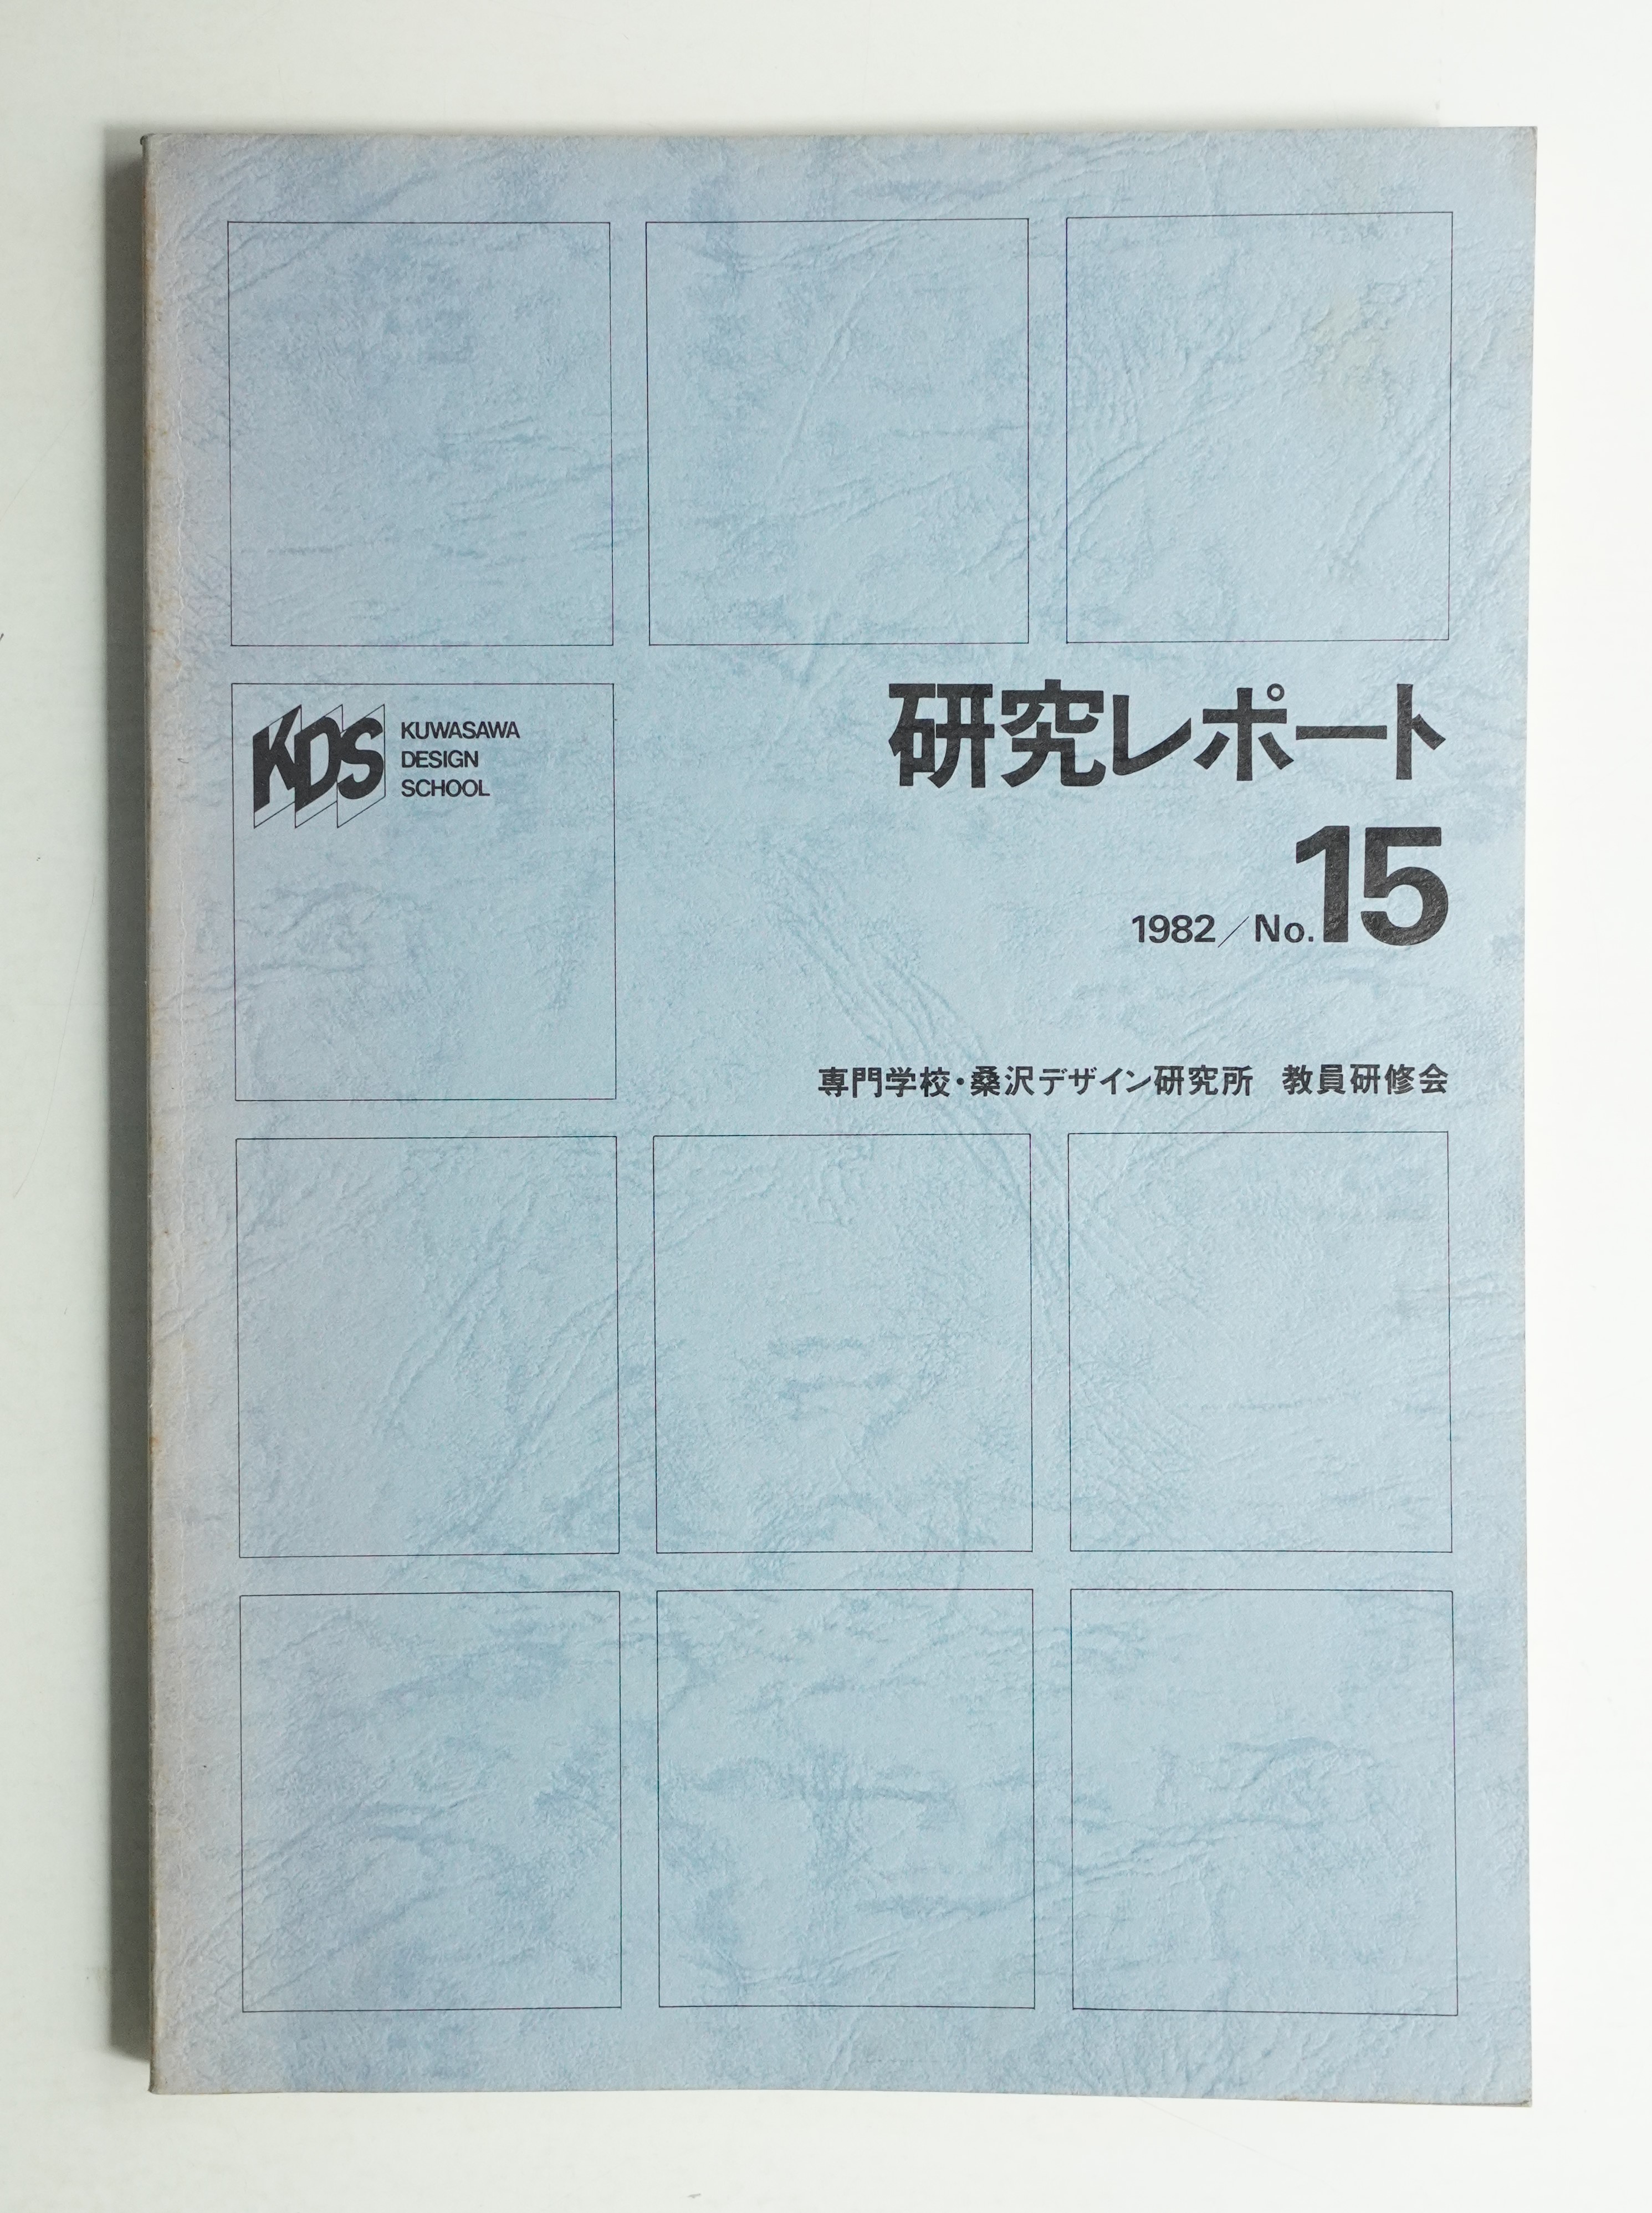 KDS
KUWASAWA
DESIGN
SCHOOL
研究レポート
1982／No.15
専門学校・桑沢デザイン研究所　教員研修会